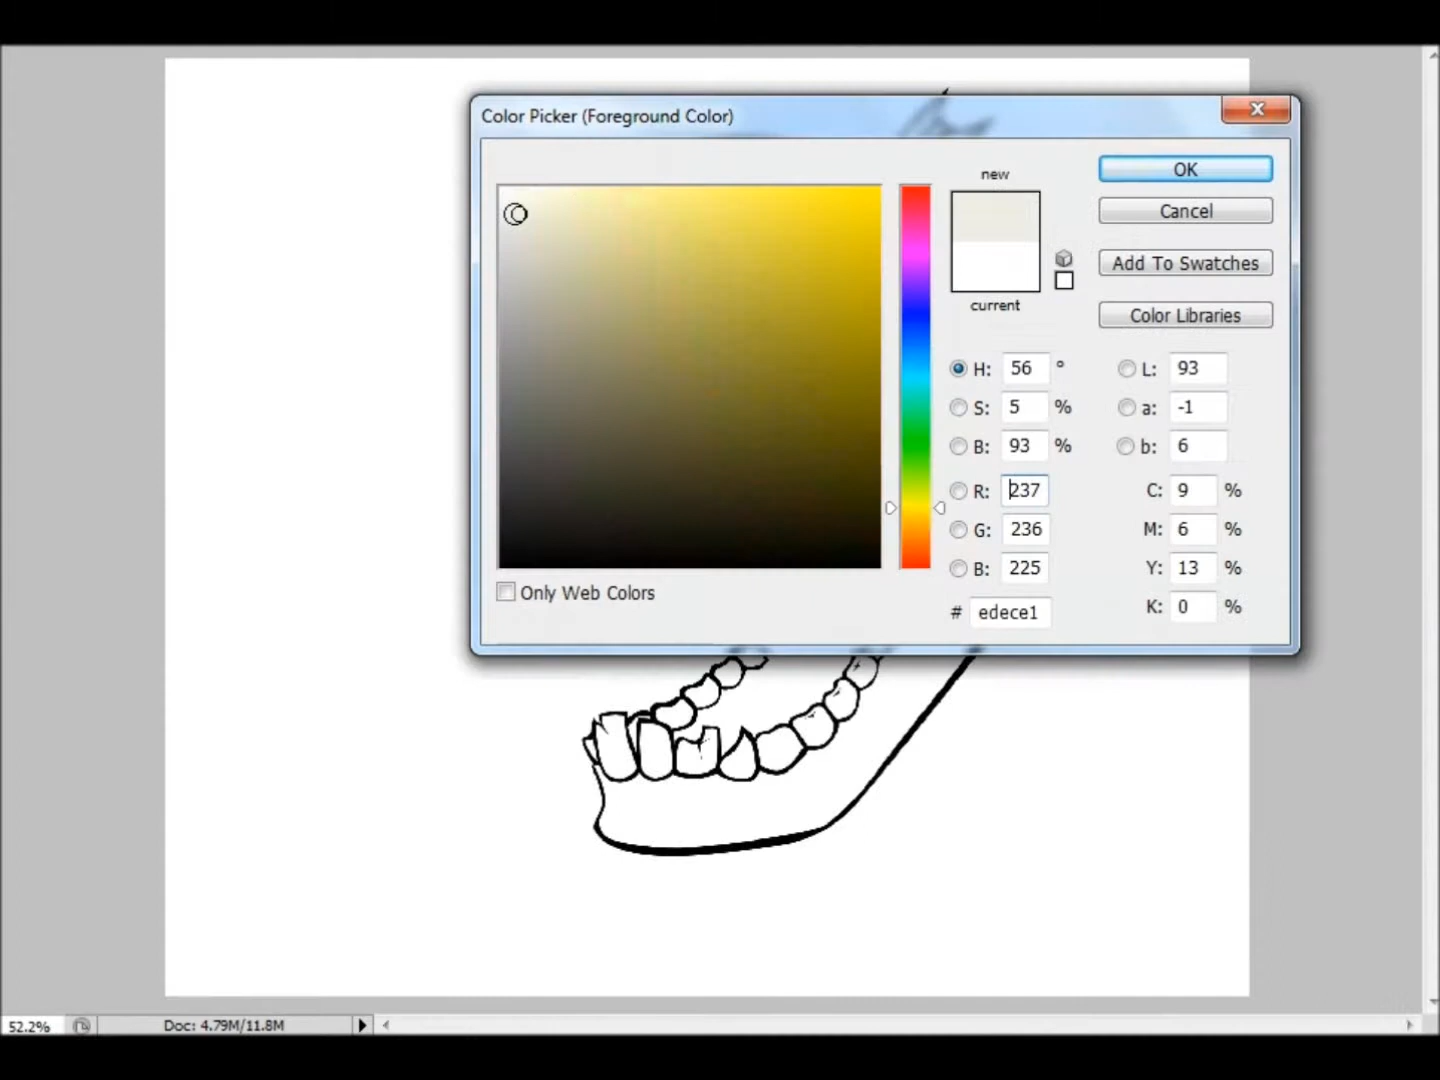 Color Picker (Foreground Color)
new
current
OK
Cancel
Add To Swatches
Color Libraries
H: 56 °
S: 5 %
B: 93 %
R: 237
G: 236
B: 225
# edece1
L: 93
a: -1
b: 6
C: 9 %
M: 6 %
Y: 13 %
K: 0 %
Only Web Colors
52.2%
Doc: 4.79M/11.8M